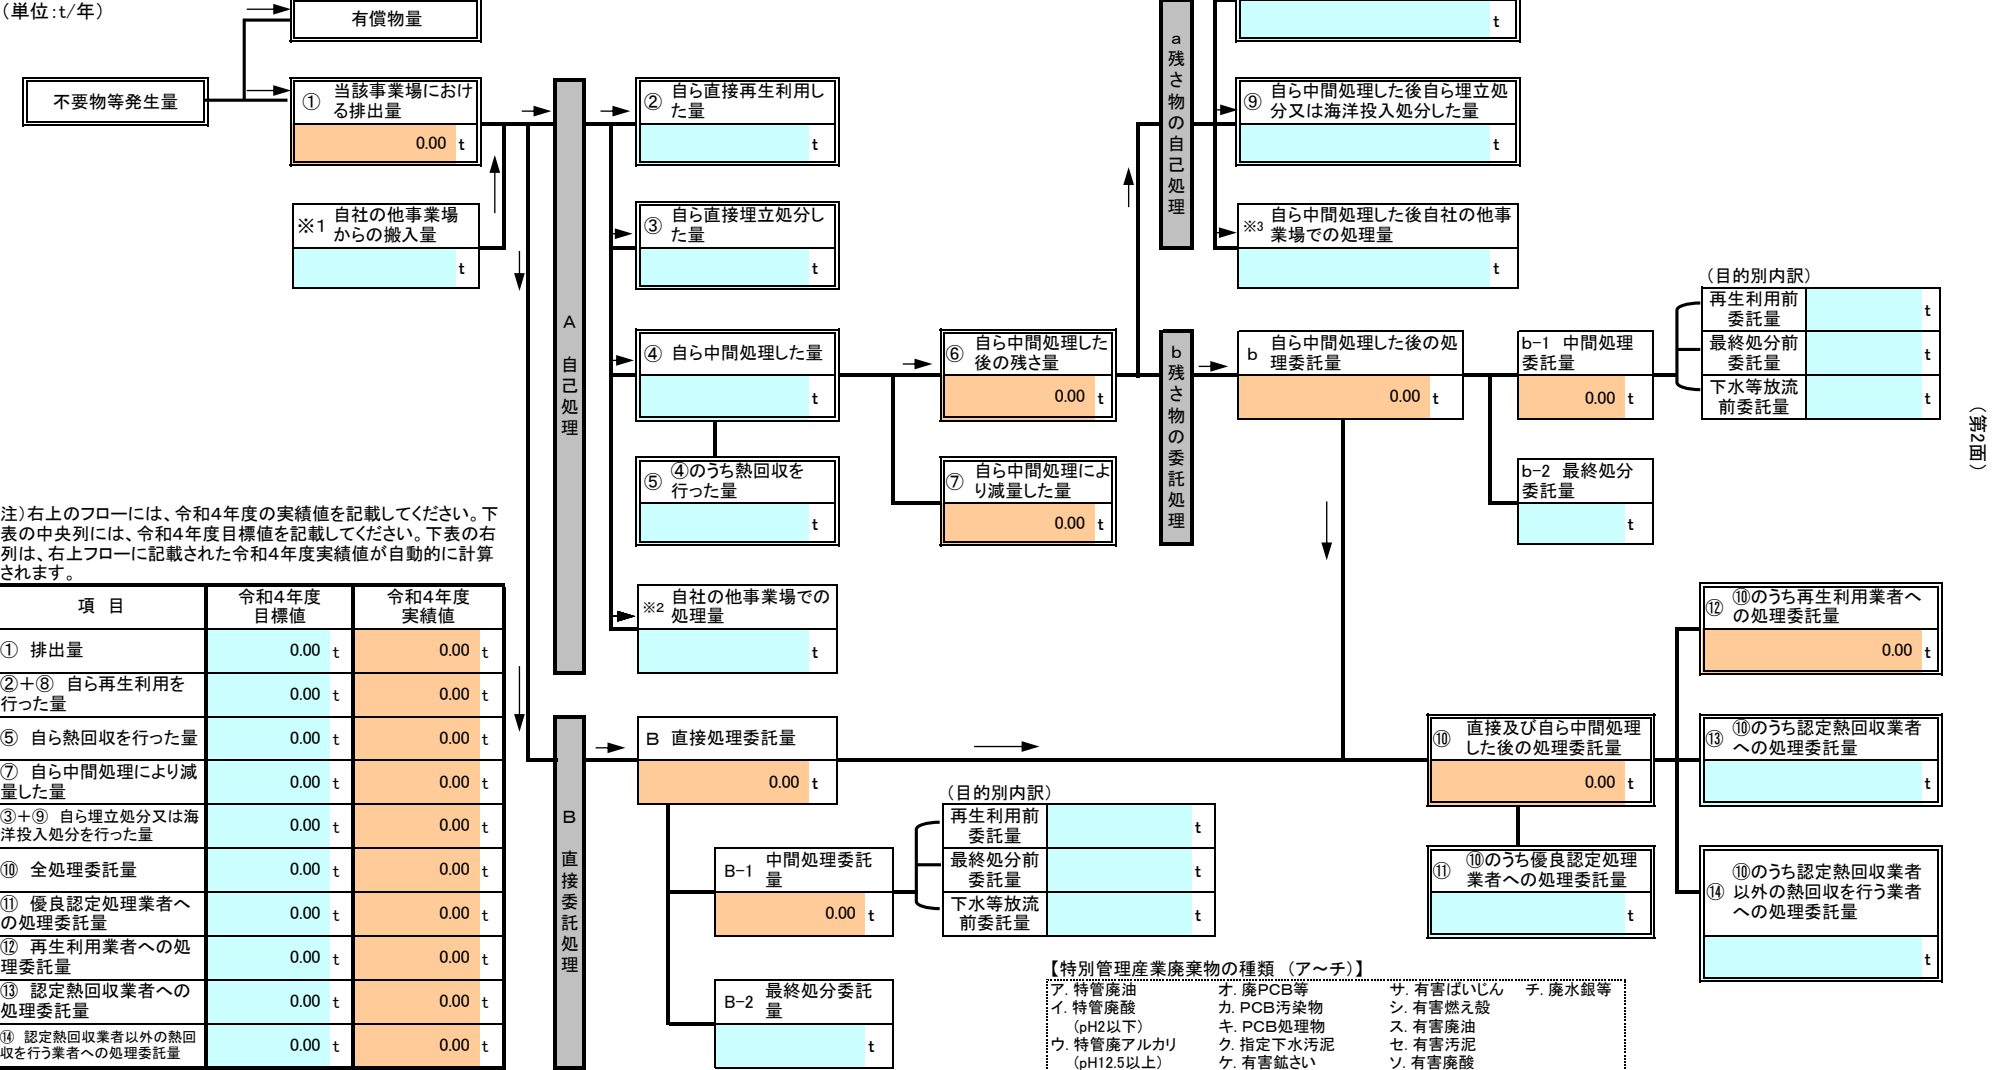 （単位：t/年）
有償物量
不要物等発生量
① 当該事業場におけ
る排出量
0.00 t
※1 自社の他事業場
からの搬入量
t
A 自己処理
② 自ら直接再生利用し
た量
t
③ 自ら直接埋立処分し
た量
t
④ 自ら中間処理した量
t
⑤ ④のうち熱回収を
行った量
t
※2 自社の他事業場での
処理量
t
⑥ 自ら中間処理した
後の残さ量
0.00 t
⑦ 自ら中間処理によ
り減量した量
0.00 t
a 残さ物の自己処理
t
⑨ 自ら中間処理した後自ら埋立処
分又は海洋投入処分した量
t
※3 自ら中間処理した後自社の他事
業場での処理量
t
b 残さ物の委託処理
b 自ら中間処理した後の処
理委託量
0.00 t
b-1 中間処理
委託量
0.00 t
b-2 最終処分
委託量
t
（目的別内訳）
再生利用前
委託量
t
最終処分前
委託量
t
下水等放流
前委託量
t
（第2面）
注）右上のフローには、令和4年度の実績値を記載してください。下
表の中央列には、令和4年度目標値を記載してください。下表の右
列は、右上フローに記載された令和4年度実績値が自動的に計算
されます。
項 目 令和4年度
目標値 令和4年度
実績値
① 排出量 0.00 t 0.00 t
②＋⑧ 自ら再生利用を
行った量 0.00 t 0.00 t
⑤ 自ら熱回収を行った量 0.00 t 0.00 t
⑦ 自ら中間処理により減
量した量 0.00 t 0.00 t
③＋⑨ 自ら埋立処分又は海
洋投入処分を行った量 0.00 t 0.00 t
⑩ 全処理委託量 0.00 t 0.00 t
⑪ 優良認定処理業者へ
の処理委託量 0.00 t 0.00 t
⑫ 再生利用業者への処
理委託量 0.00 t 0.00 t
⑬ 認定熱回収業者への
処理委託量 0.00 t 0.00 t
⑭ 認定熱回収業者以外の熱回
収を行う業者への処理委託量 0.00 t 0.00 t
B 直接委託処理
B 直接処理委託量
0.00 t
B-1 中間処理委託
量
0.00 t
B-2 最終処分委託
量
t
（目的別内訳）
再生利用前
委託量
t
最終処分前
委託量
t
下水等放流
前委託量
t
⑩ 直接及び自ら中間処理
した後の処理委託量
0.00 t
⑪ ⑩のうち優良認定処理
業者への処理委託量
t
⑫ ⑩のうち再生利用業者へ
の処理委託量
0.00 t
⑬ ⑩のうち認定熱回収業者
への処理委託量
t
⑭ ⑩のうち認定熱回収業者
以外の熱回収を行う業者
への処理委託量
t
【特別管理産業廃棄物の種類 （ア～チ）】
ア. 特管廃油 オ. 廃PCB等 サ. 有害ばいじん チ. 廃水銀等
イ. 特管廃酸 カ. PCB汚染物 シ. 有害燃え殻
（pH2以下） キ. PCB処理物 ス. 有害廃油
ウ. 特管廃アルカリ ク. 指定下水汚泥 セ. 有害汚泥
（pH12.5以上） ケ. 有害鉱さい ソ. 有害廃酸